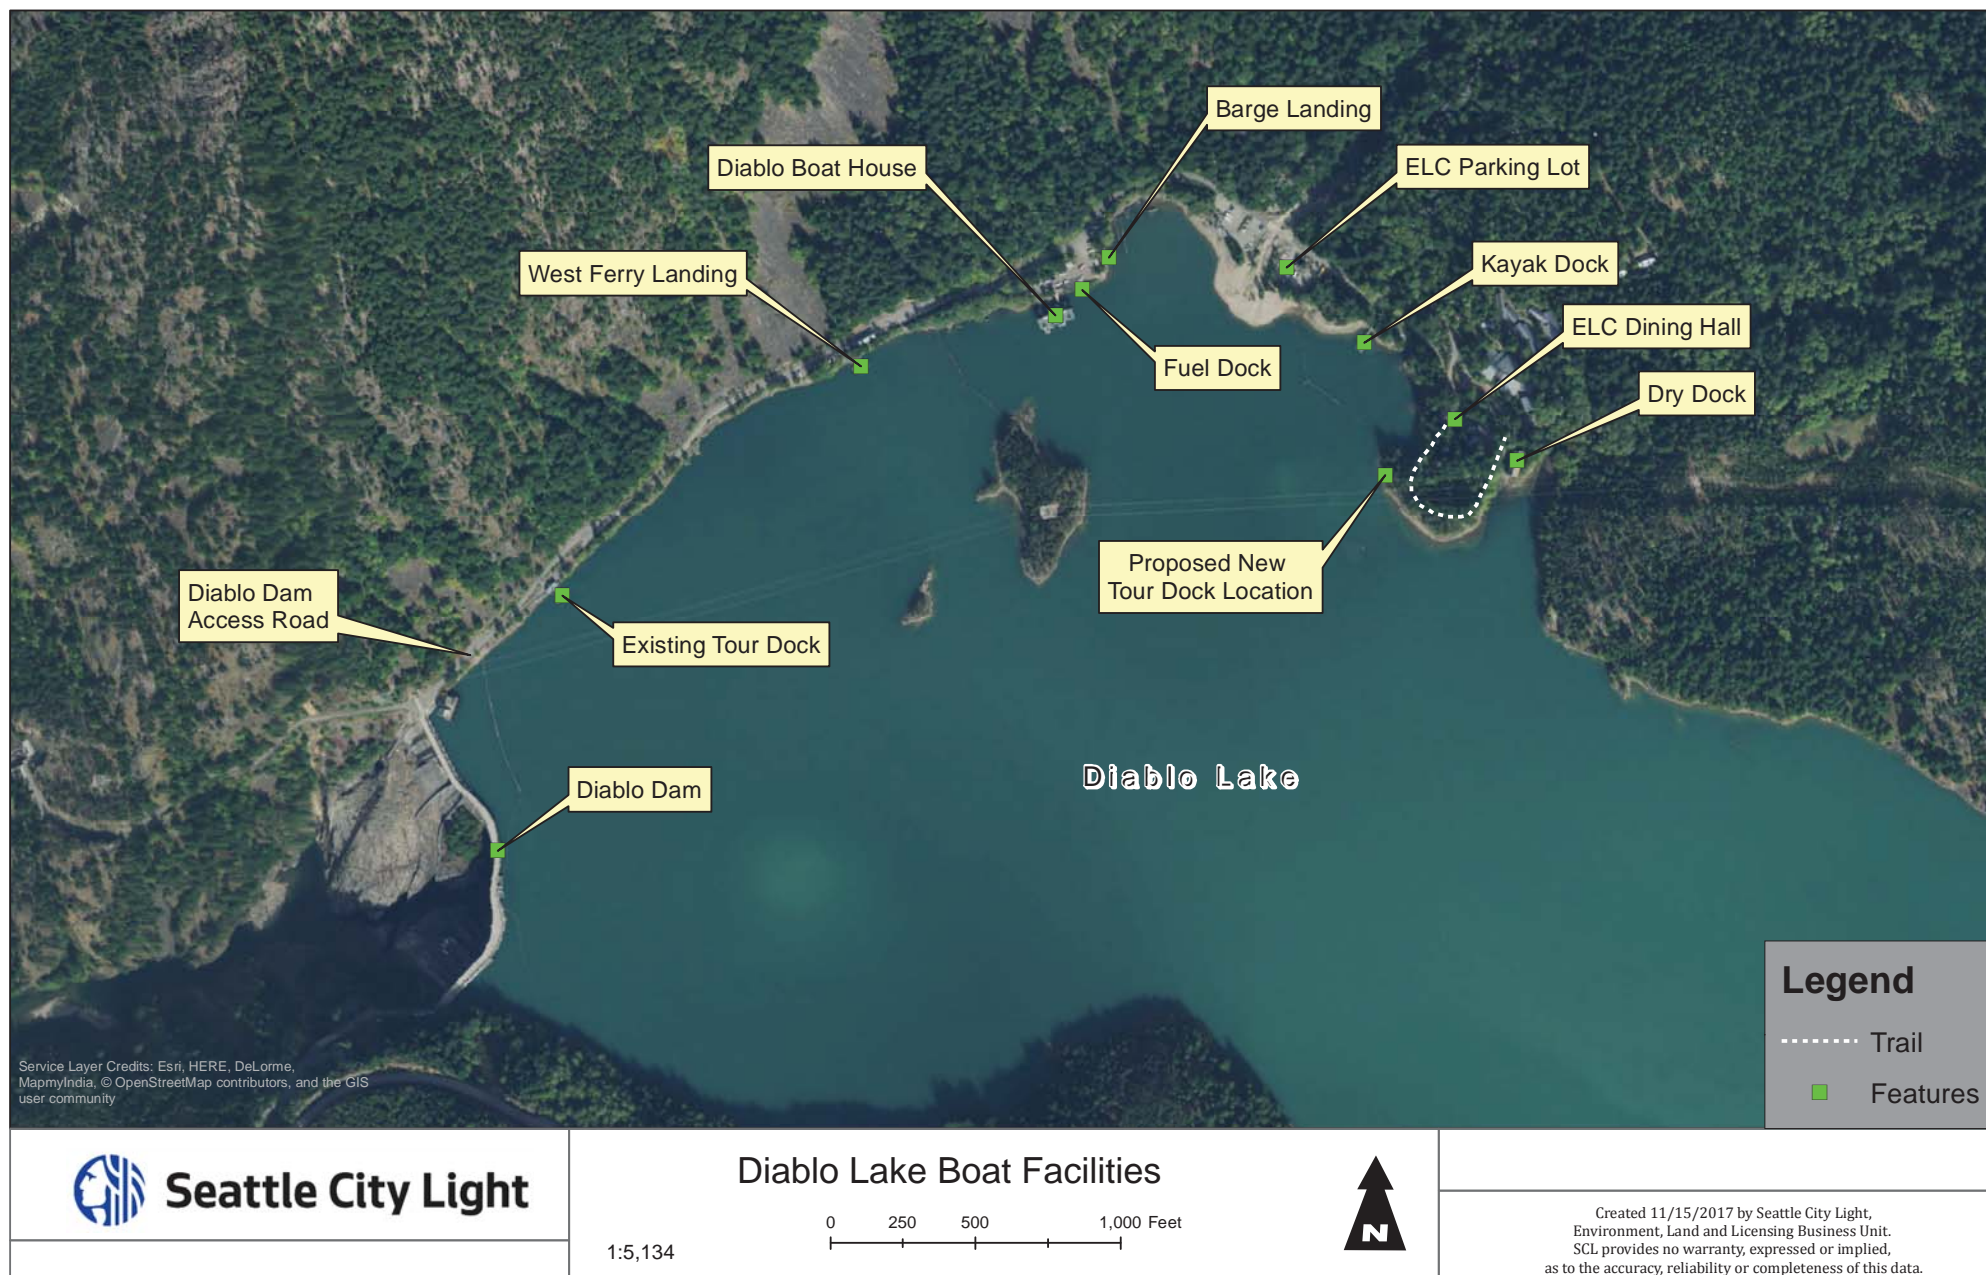 Barge Landing
Diablo Boat House
ELC Parking Lot
West Ferry Landing
Kayak Dock
ELC Dining Hall
Fuel Dock
Dry Dock
Proposed New
Tour Dock Location
Diablo Dam
Access Road
Existing Tour Dock
Diablo Lake
Diablo Dam
Legend
Trail
Features
Service Layer Credits: Esri, HERE, DeLorme,
MapmyIndia, © OpenStreetMap contributors, and the GIS
user community
Seattle City Light
Diablo Lake Boat Facilities
0 250 500 1,000 Feet
1:5,134
N
Created 11/15/2017 by Seattle City Light,
Environment, Land and Licensing Business Unit.
SCL provides no warranty, expressed or implied,
as to the accuracy, reliability or completeness of this data.